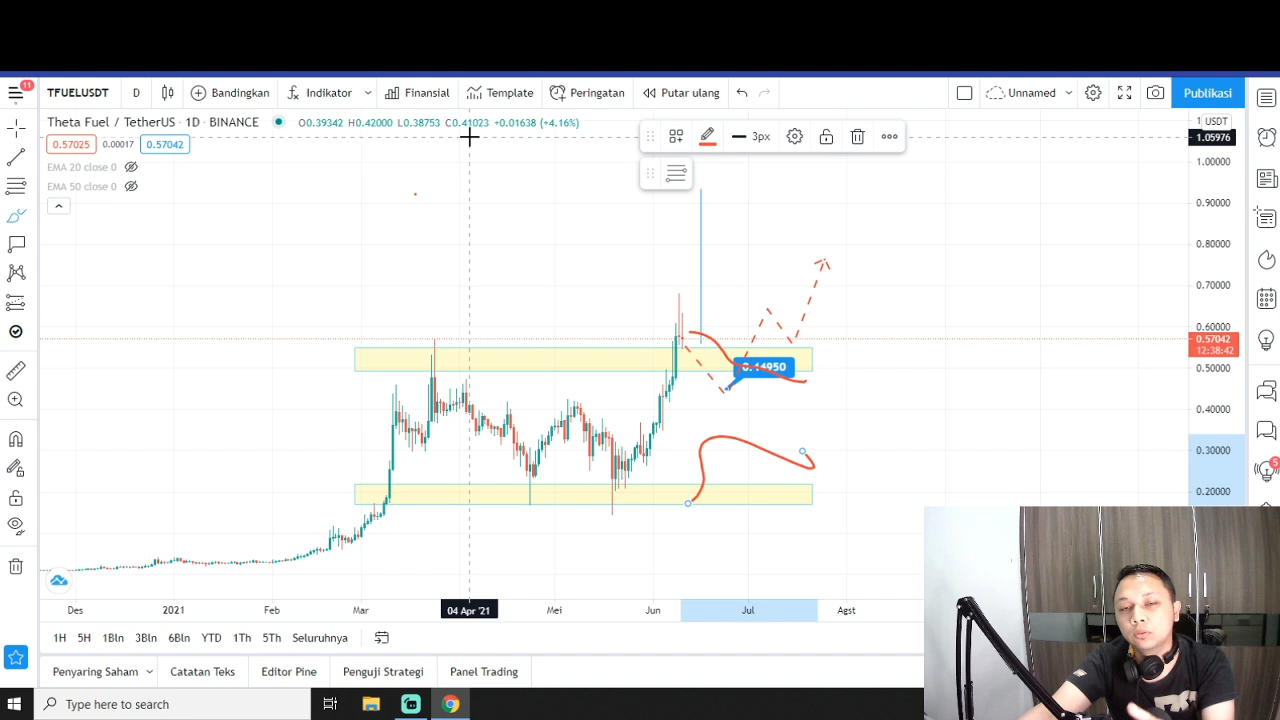 11
TFUELUSDT D Bandingkan Indikator Finansial Template Peringatan Putar ulang Unnamed Publikasi
Theta Fuel / TetherUS · 1D · BINANCE O0.39342 H0.42000 L0.38753 C0.41023 +0.01638 (+4.16%)
USDT
1.05976
3px
0.57025 0.00017 0.57042
EMA 20 close 0
EMA 50 close 0
1.00000
0.90000
0.80000
0.70000
0.60000
0.57042
12:38:42
0.50000
0.44950
0.40000
0.30000
5
0.20000
Des 2021 Feb Mar 04 Apr '21 Mei Jun Jul Agst
1H 5H 1Bln 3Bln 6Bln YTD 1Th 5Th Seluruhnya
Penyaring Saham Catatan Teks Editor Pine Penguji Strategi Panel Trading
Type here to search